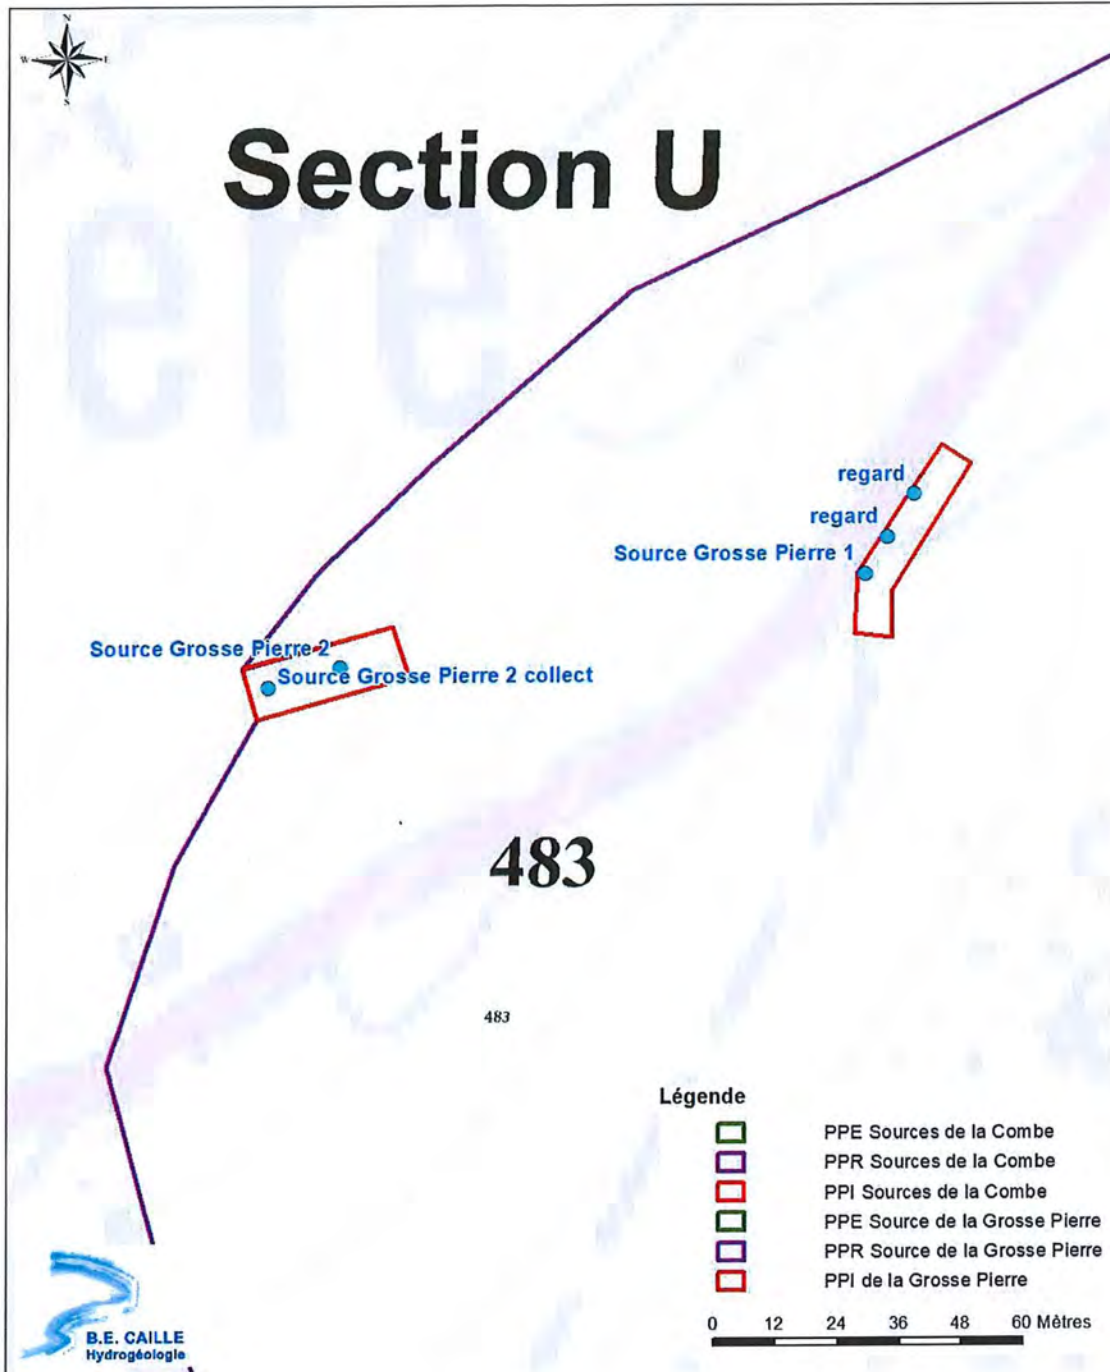 N
W E
S
Section U
ere
regard
regard
Source Grosse Pierre 1
Source Grosse Pierre 2
Source Grosse Pierre 2 collect
483
483
Légende
PPE Sources de la Combe
PPR Sources de la Combe
PPI Sources de la Combe
PPE Source de la Grosse Pierre
PPR Source de la Grosse Pierre
PPI de la Grosse Pierre
0 12 24 36 48 60 Mètres
B.E. CAILLE
Hydrogéologie